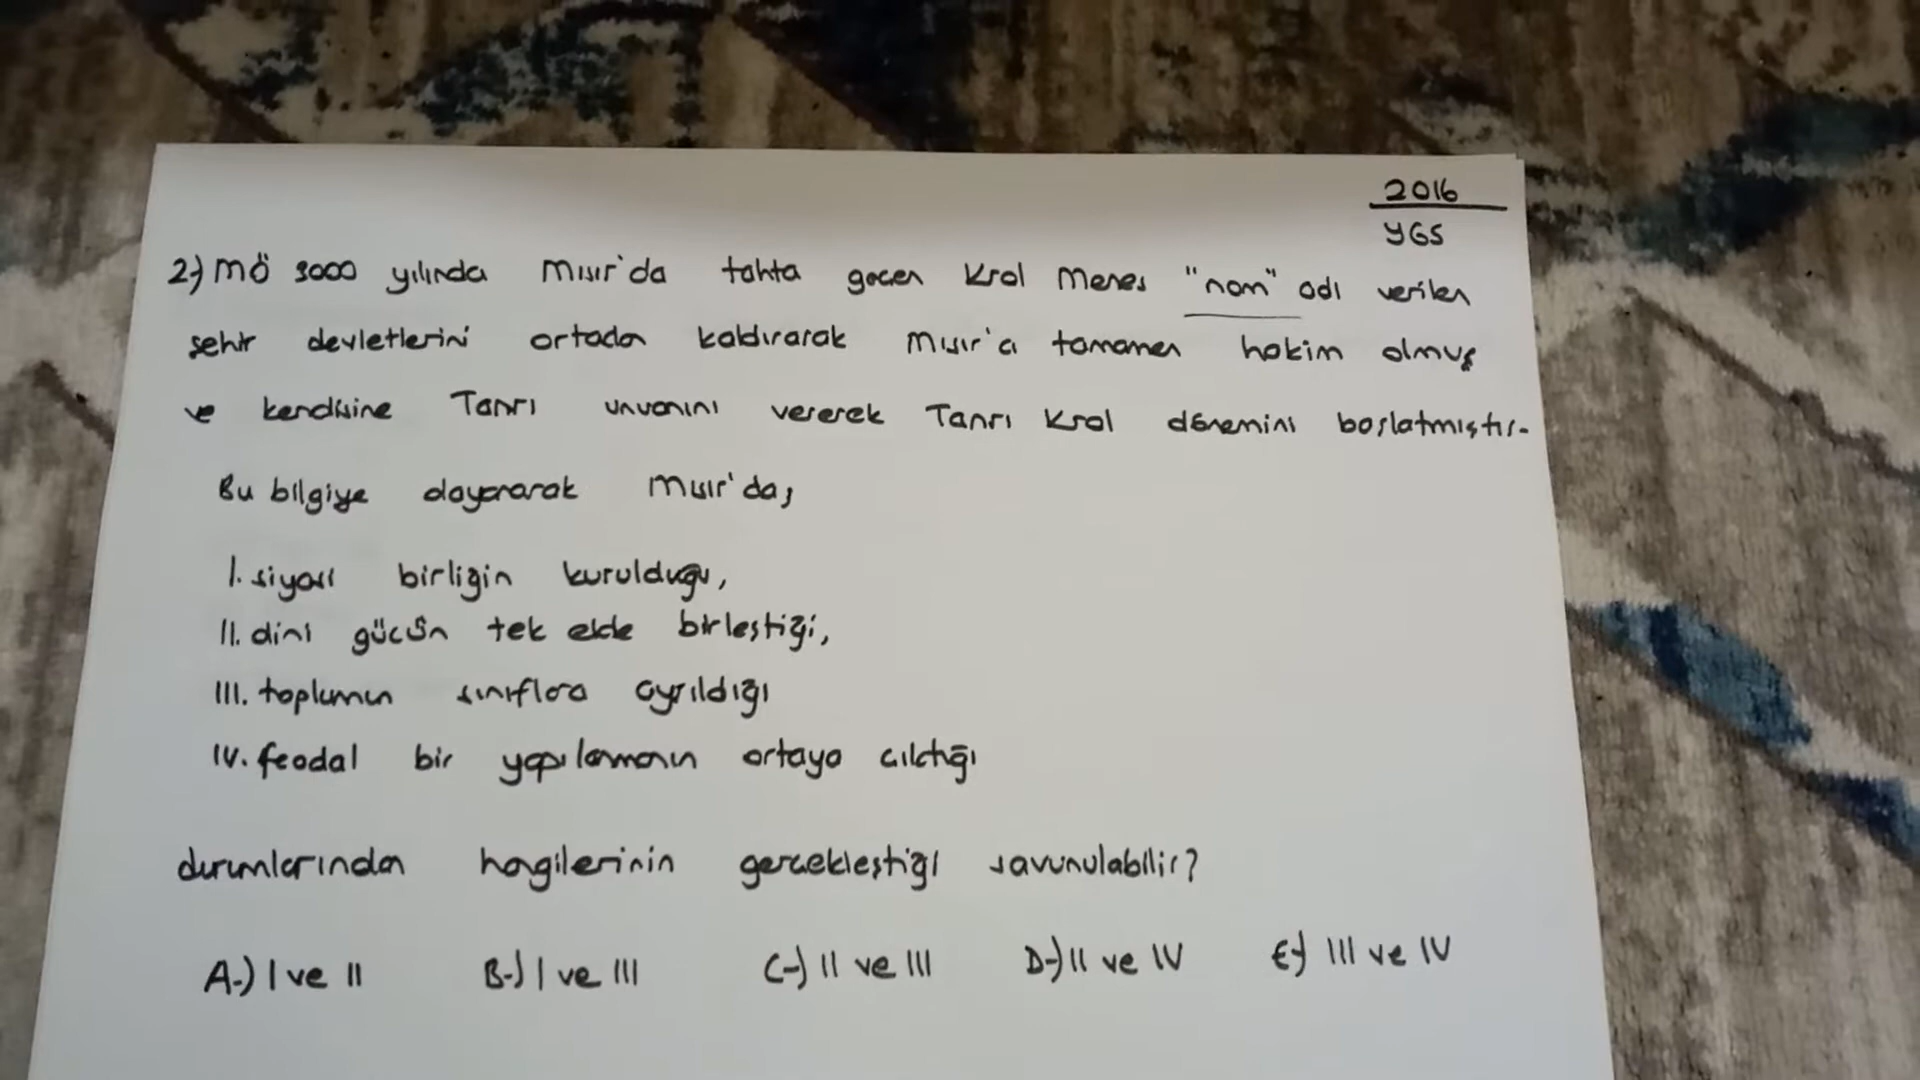 2016
YGS
2-) MÖ 3000 yılında Mısır'da tahta geçen Kral Menes "nom" adı verilen
şehir devletlerini ortadan kaldırarak Mısır'a tamamen hakim olmuş
ve kendisine Tanrı unvanını vererek Tanrı Kral dönemini başlatmıştır.
Bu bilgiye dayanarak Mısır'da,
I. siyasi birliğin kurulduğu,
II. dini gücün tek elde birleştiği,
III. toplumun sınıflara ayrıldığı
IV. feodal bir yapılanmanın ortaya çıktığı
durumlarından hangilerinin gerçekleştiği savunulabilir?
A-) I ve II B-) I ve III C-) II ve III D-) II ve IV E-) III ve IV